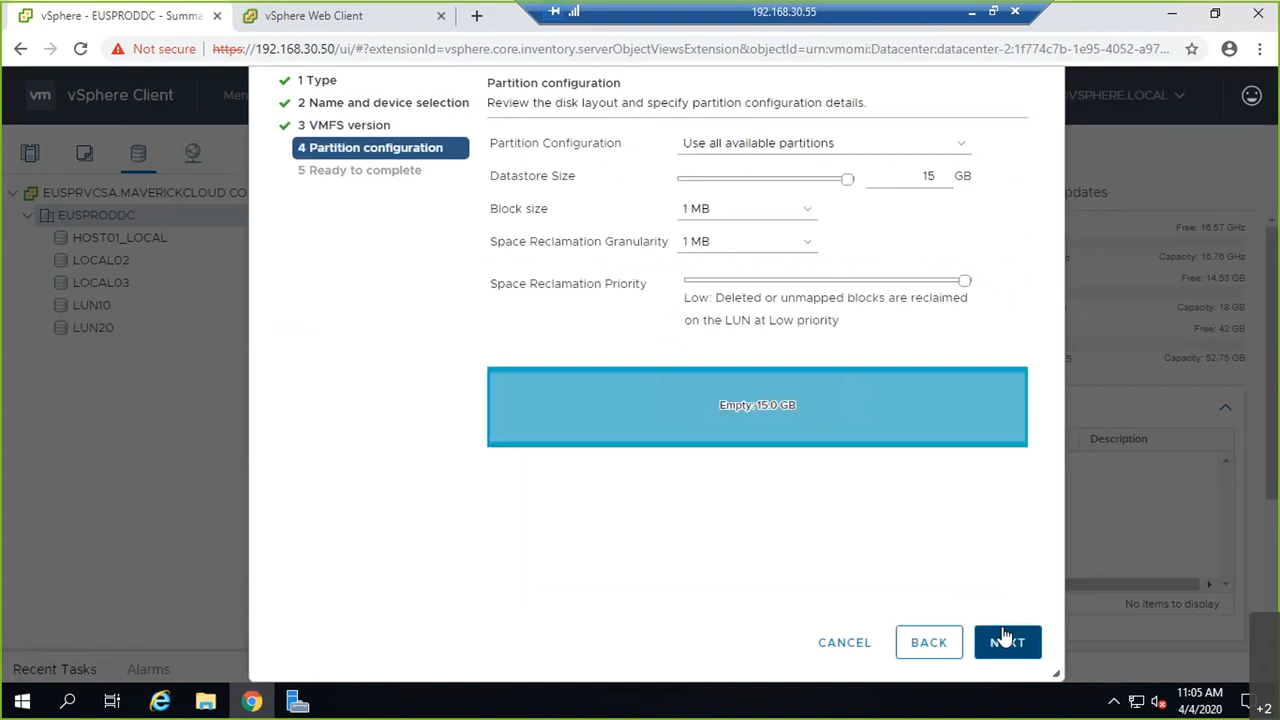 vSphere - EUSPRODDC - Summa
vSphere Web Client
192.168.30.55
Not secure
https://192.168.30.50/ui/#?extensionId=vsphere.core.inventory.serverObjectViewsExtension&objectId=urn:vmomi:Datacenter:datacenter-2:1f774c7b-1e95-4052-a97...
vm vSphere Client
Men
VSPHERE.LOCAL
EUSPRVCSA.MAVERICKCLOUD.CO
EUSPRODDC
HOST01_LOCAL
LOCAL02
LOCAL03
LUN10
LUN20
1 Type
2 Name and device selection
3 VMFS version
4 Partition configuration
5 Ready to complete
Partition configuration
Review the disk layout and specify partition configuration details.
Partition Configuration
Use all available partitions
Datastore Size
15 GB
Block size
1 MB
Space Reclamation Granularity
1 MB
Space Reclamation Priority
Low: Deleted or unmapped blocks are reclaimed
on the LUN at Low priority
Empty: 15.0 GB
CANCEL
BACK
NEXT
pdates
Free: 16.57 GHz
Capacity: 16.76 GHz
Free: 14.53 GB
Capacity: 18 GB
Free: 42 GB
Capacity: 52.75 GB
Description
No items to display
Recent Tasks
Alarms
11:05 AM
4/4/2020
+2